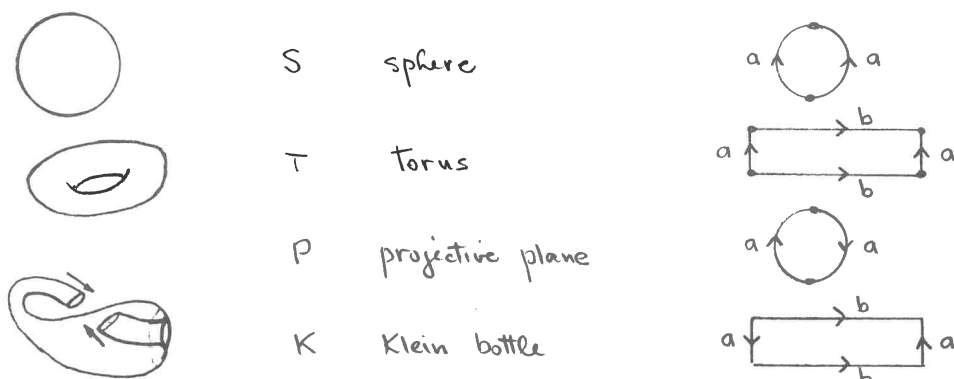 S sphere a a
b
T torus a a
b
P projective plane a a
b
K Klein bottle a a
b